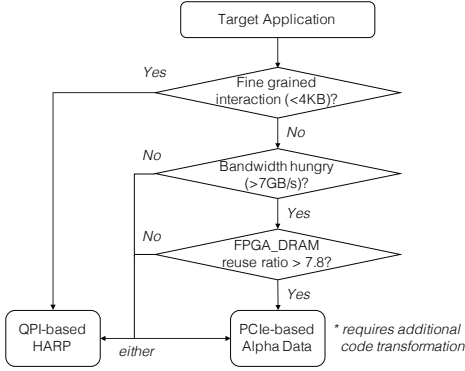 Target Application
Yes
Fine grained
interaction (<4KB)?
No
No
Bandwidth hungry
(>7GB/s)?
Yes
No
FPGA_DRAM
reuse ratio > 7.8?
Yes
QPI-based
HARP
either
PCIe-based
Alpha Data
* requires additional
code transformation